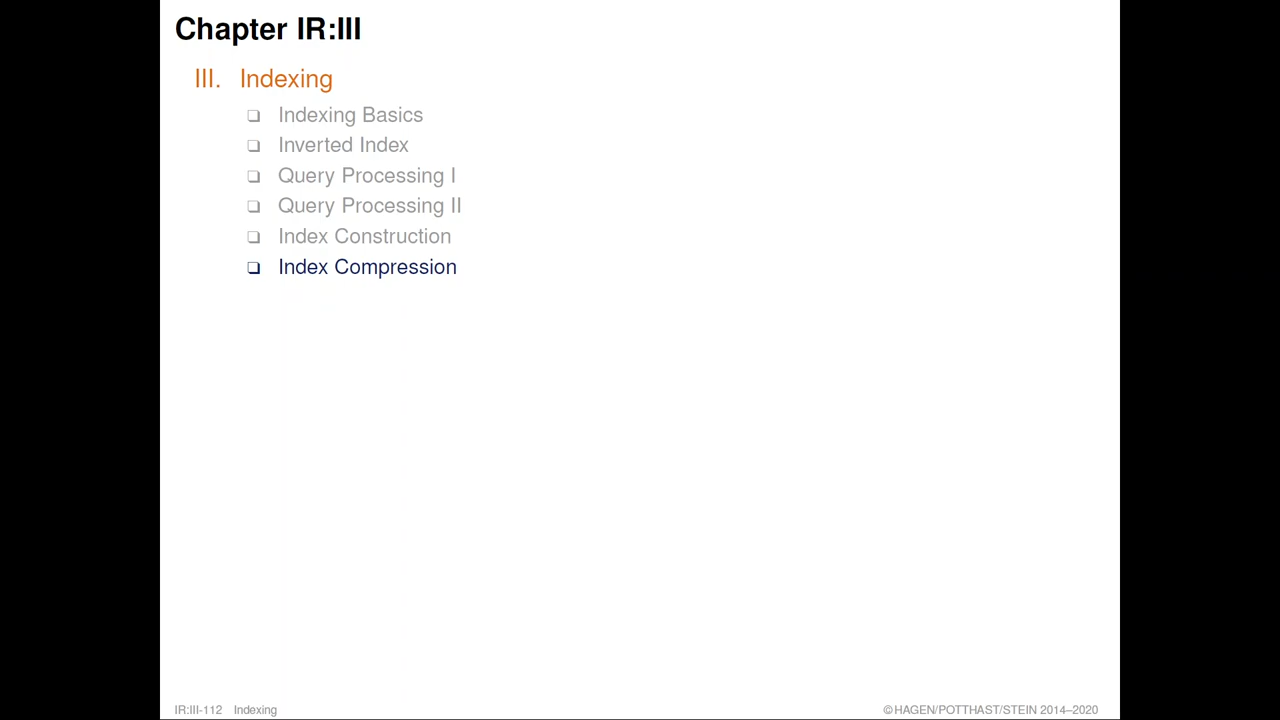 Chapter IR:III
III. Indexing
❏ Indexing Basics
❏ Inverted Index
❏ Query Processing I
❏ Query Processing II
❏ Index Construction
❏ Index Compression
IR:III-112 Indexing
©HAGEN/POTTHAST/STEIN 2014–2020